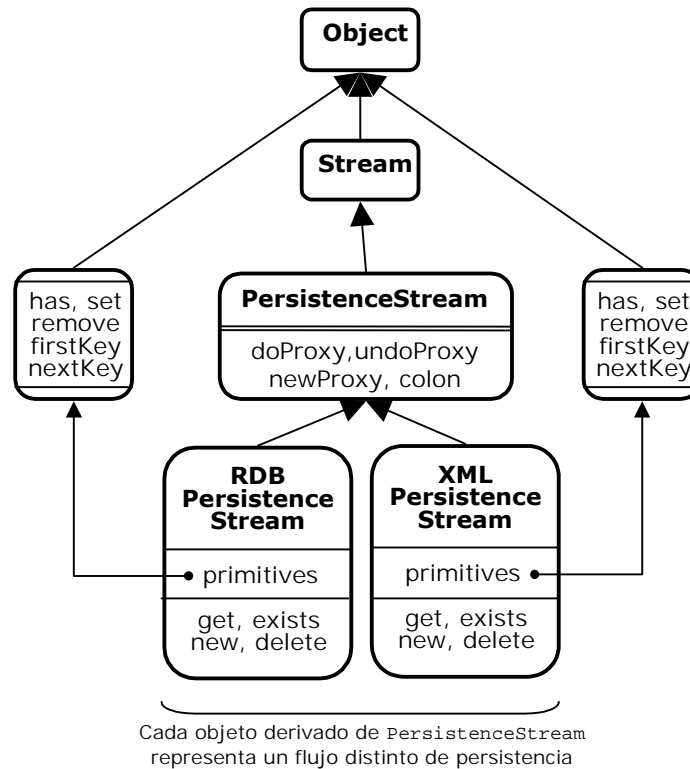 Object
Stream
has, set
remove
firstKey
nextKey
PersistenceStream
doProxy,undoProxy
newProxy, colon
has, set
remove
firstKey
nextKey
RDB
Persistence
Stream
primitives
get, exists
new, delete
XML
Persistence
Stream
primitives
get, exists
new, delete
Cada objeto derivado de PersistenceStream
representa un flujo distinto de persistencia